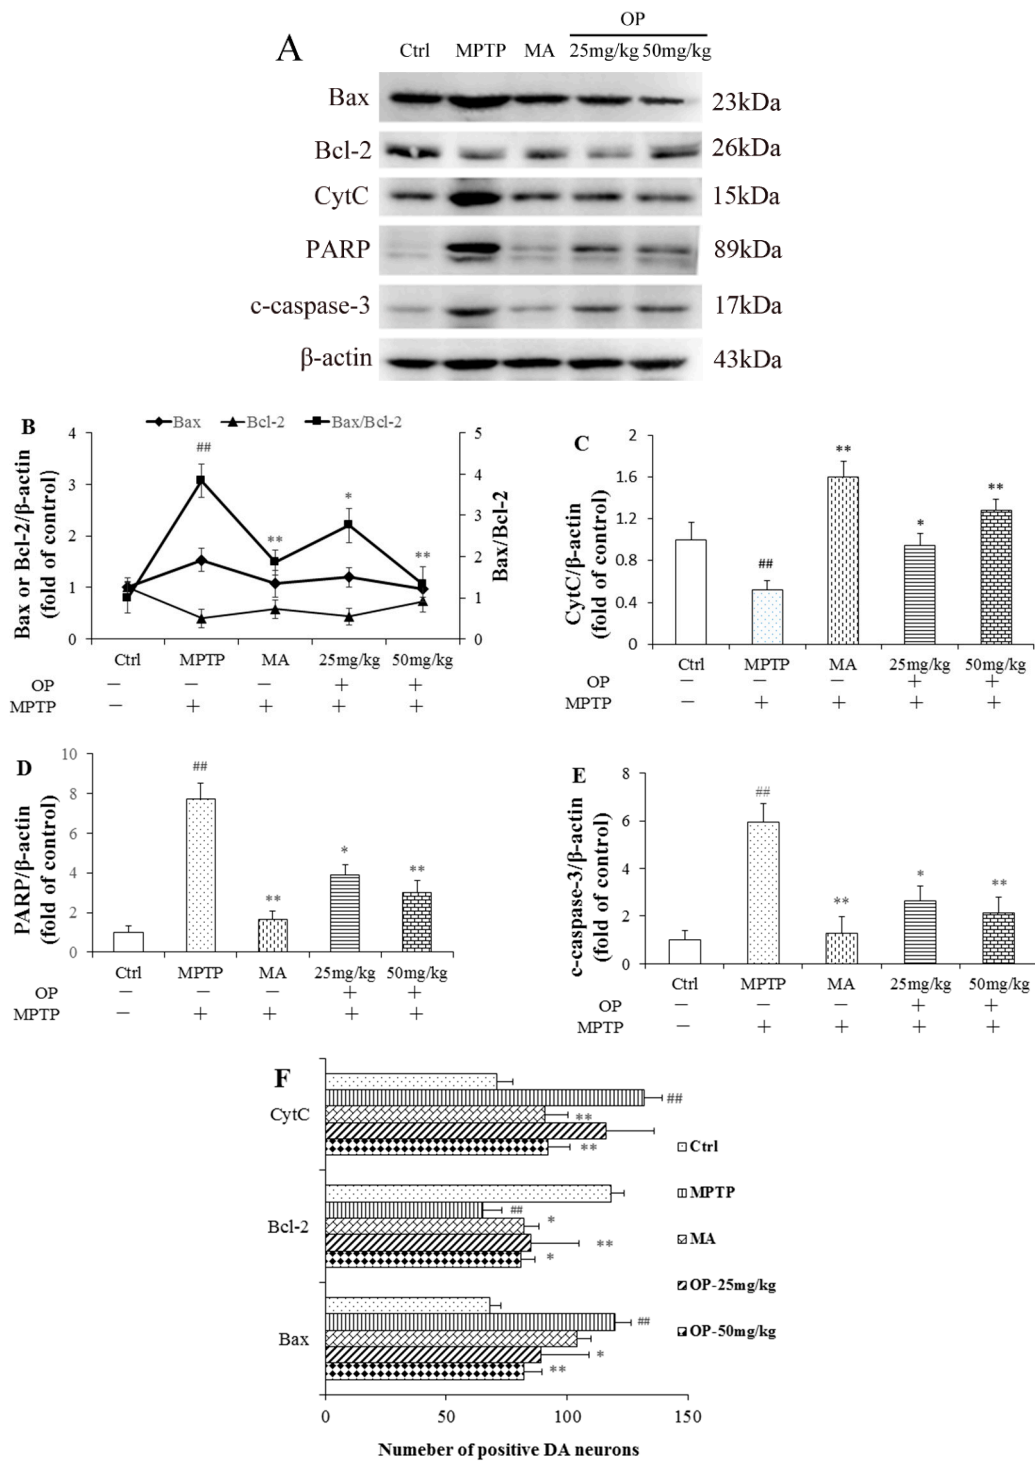 OP
A
Ctrl MPTP MA 25mg/kg 50mg/kg
Bax 23kDa
Bcl-2 26kDa
CytC 15kDa
PARP 89kDa
c-caspase-3 17kDa
β-actin 43kDa
B
Bax Bcl-2 Bax/Bcl-2
Bax or Bcl-2/β-actin
(fold of control)
4
3
2
1
0
5
4
3
2
1
0
Bax/Bcl-2
##
**
*
**
Ctrl MPTP MA 25mg/kg 50mg/kg
OP − − − + +
MPTP − + + + +
C
CytC/β-actin
(fold of control)
2
1.6
1.2
0.8
0.4
0
##
**
*
**
Ctrl MPTP MA 25mg/kg 50mg/kg
OP − − − + +
MPTP − + + + +
D
PARP/β-actin
(fold of control)
10
8
6
4
2
0
##
**
*
**
Ctrl MPTP MA 25mg/kg 50mg/kg
OP − − − + +
MPTP − + + + +
E
c-caspase-3/β-actin
(fold of control)
8
6
4
2
0
##
**
*
**
Ctrl MPTP MA 25mg/kg 50mg/kg
OP − − − + +
MPTP − + + + +
F
CytC
##
**
**
Bcl-2
##
*
**
*
Bax
##
*
**
Ctrl
MPTP
MA
OP-25mg/kg
OP-50mg/kg
0 50 100 150
Numeber of positive DA neurons